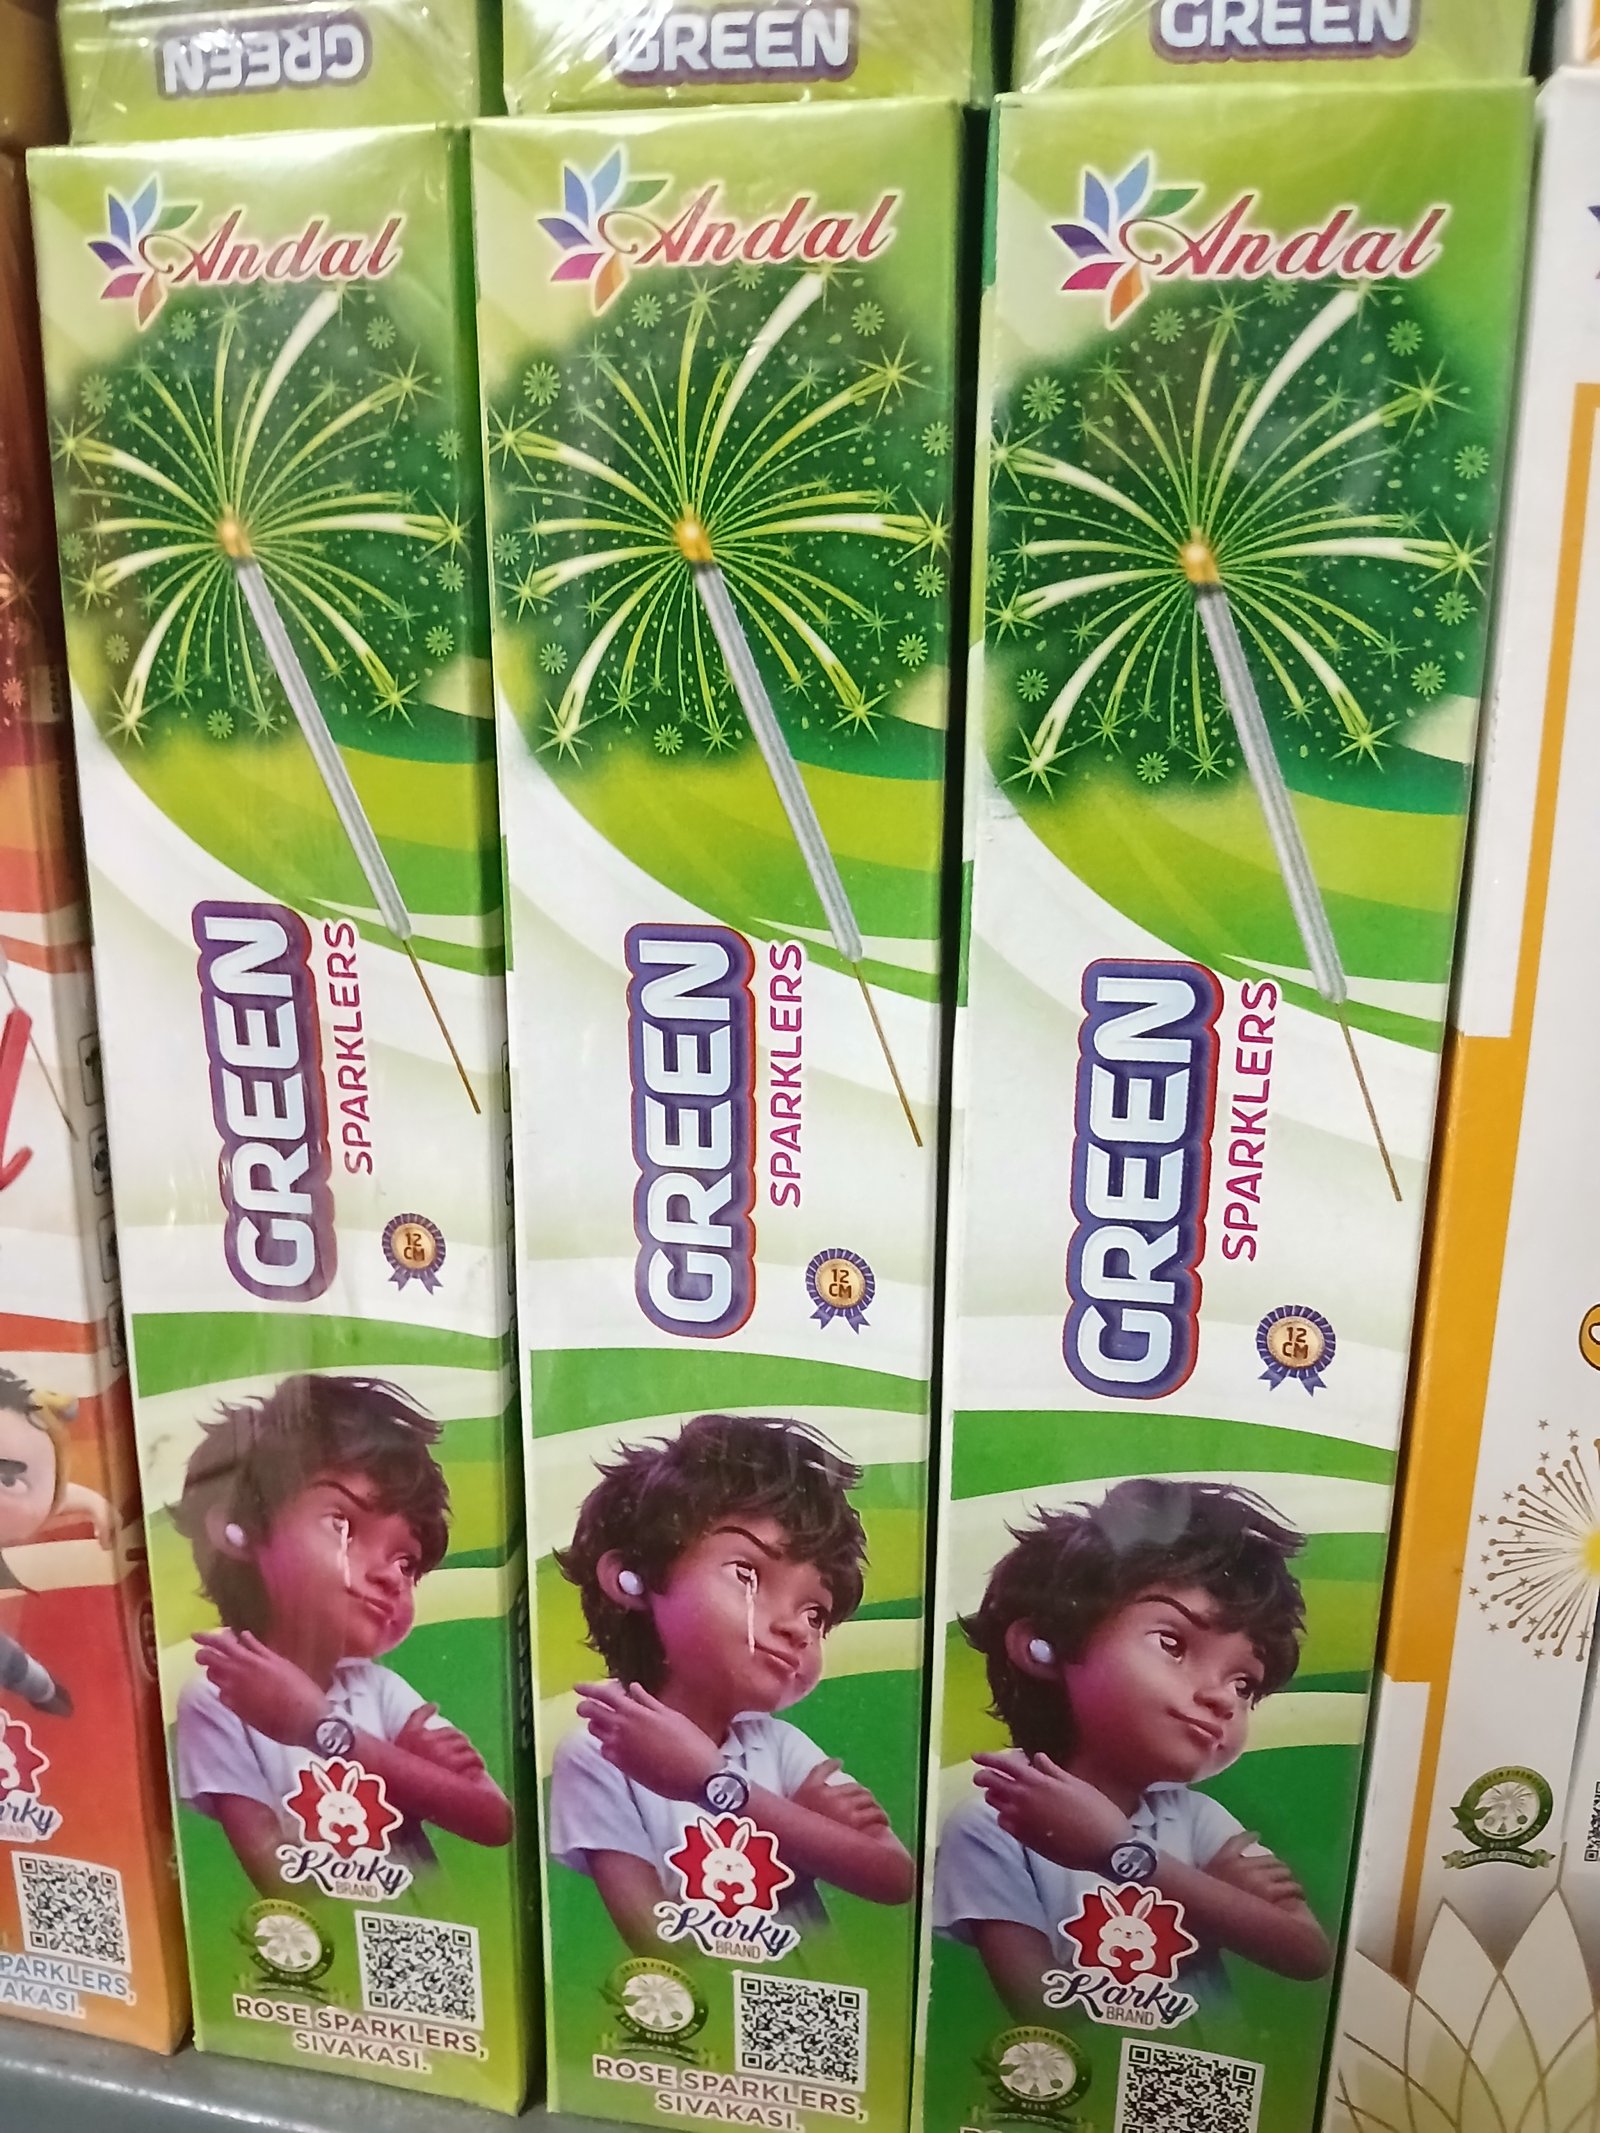 GREEN
GREEN
GREEN
Andal
Andal
Andal
GREEN
SPARKLERS
12
CM
GREEN
SPARKLERS
12
CM
GREEN
SPARKLERS
12
CM
Karky
BRAND
ROSE SPARKLERS,
SIVAKASI.
Karky
BRAND
ROSE SPARKLERS,
SIVAKASI.
Karky
BRAND